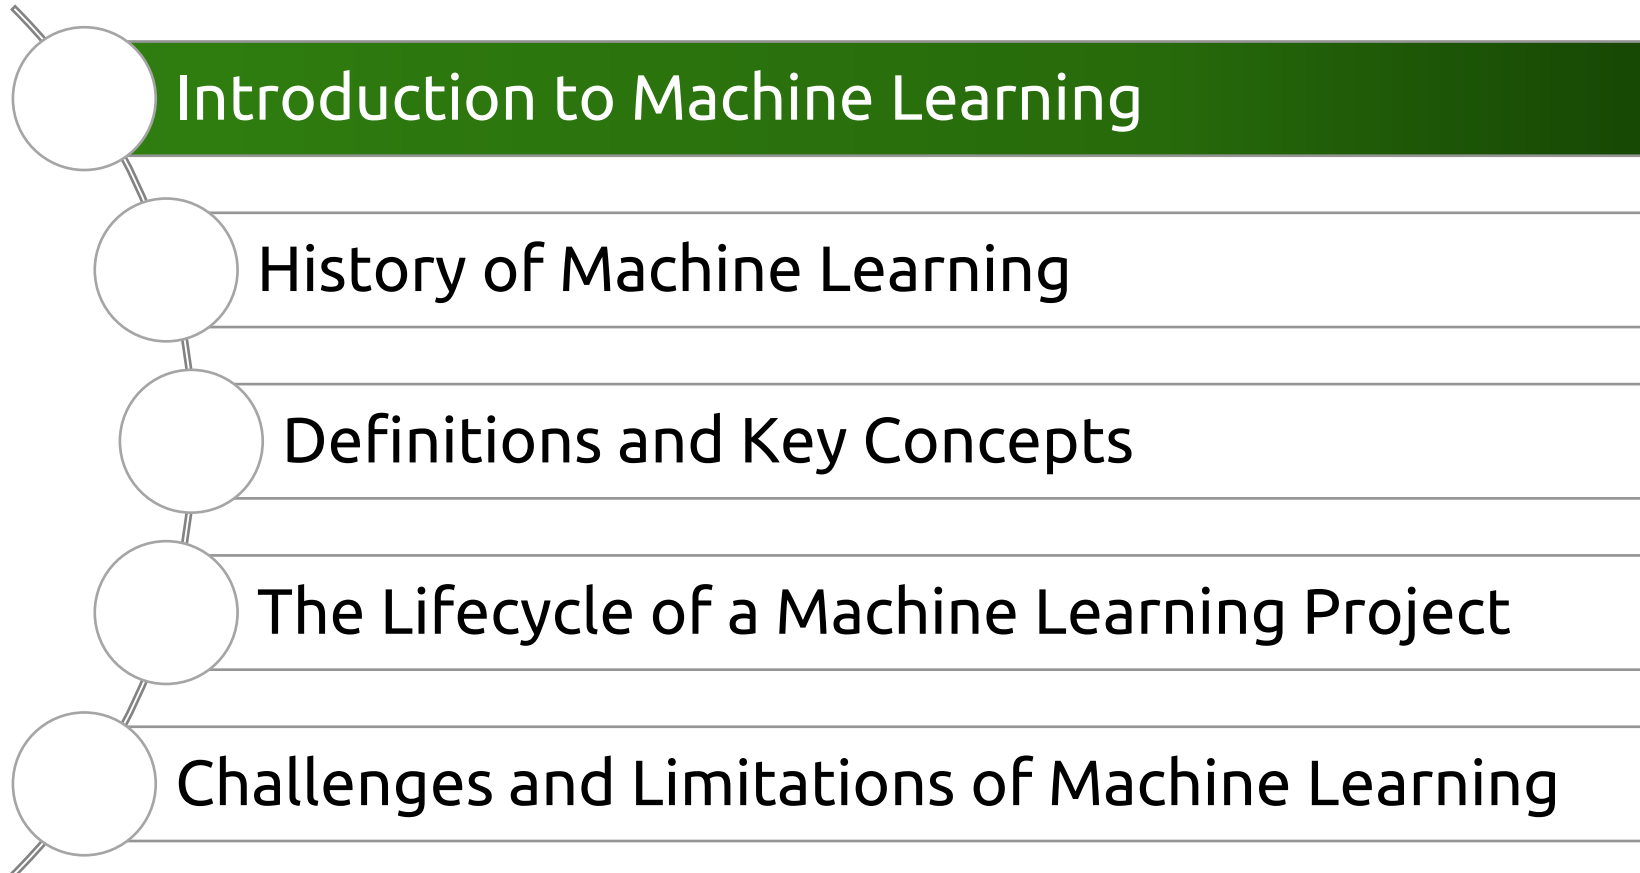 Introduction to Machine Learning
History of Machine Learning
Definitions and Key Concepts
The Lifecycle of a Machine Learning Project
Challenges and Limitations of Machine Learning